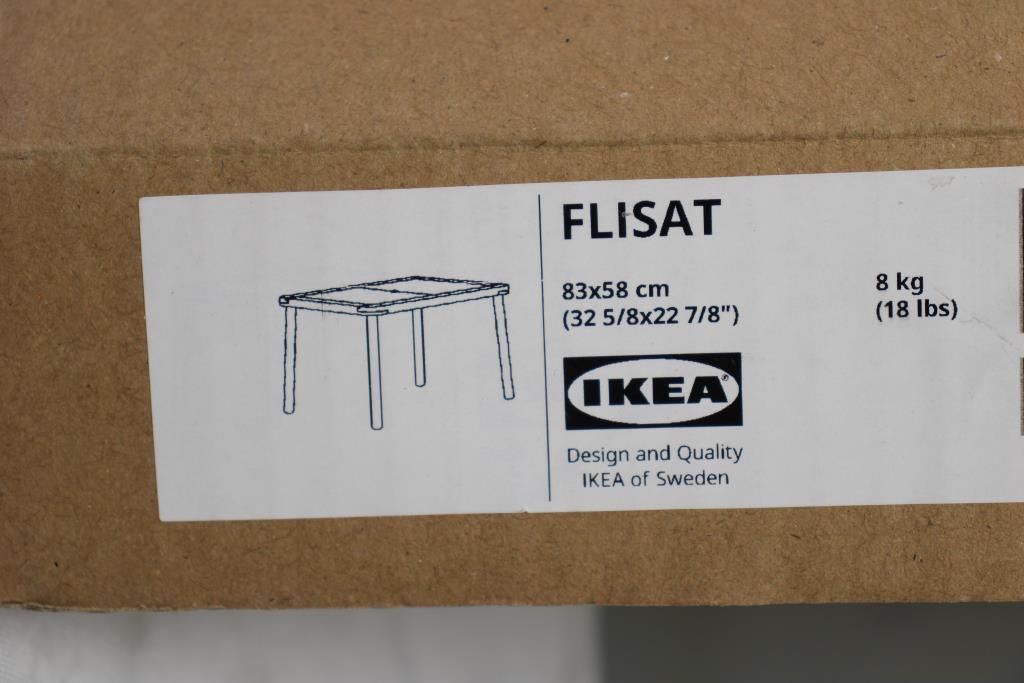 FLISAT
83x58 cm
(32 5/8x22 7/8")
8 kg
(18 lbs)
IKEA®
Design and Quality
IKEA of Sweden